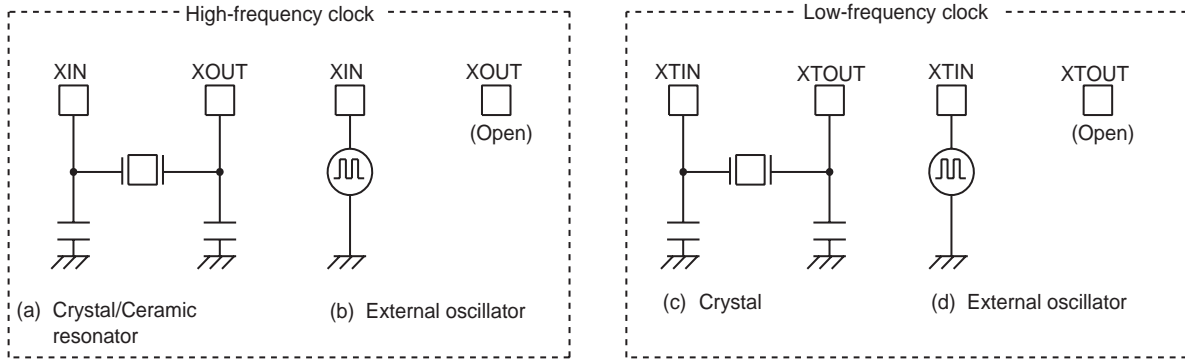 High-frequency clock
XIN
XOUT
XIN
XOUT
(Open)
(a) Crystal/Ceramic
resonator
(b) External oscillator
Low-frequency clock
XTIN
XTOUT
XTIN
XTOUT
(Open)
(c) Crystal
(d) External oscillator